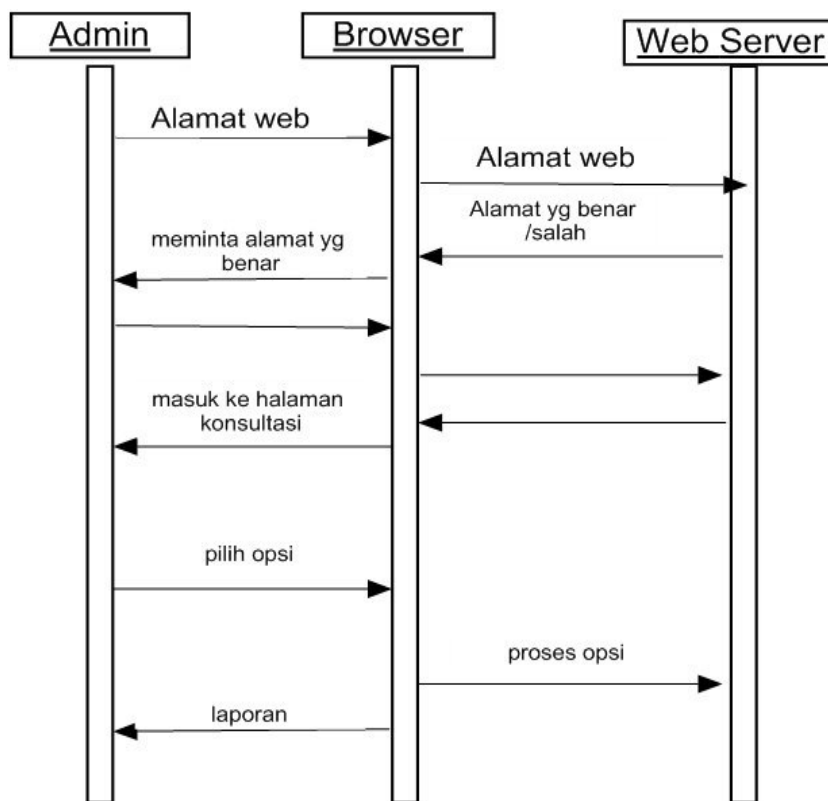 Admin
Browser
Web Server
Alamat web
Alamat web
Alamat yg benar
/salah
meminta alamat yg
benar
masuk ke halaman
konsultasi
pilih opsi
proses opsi
laporan